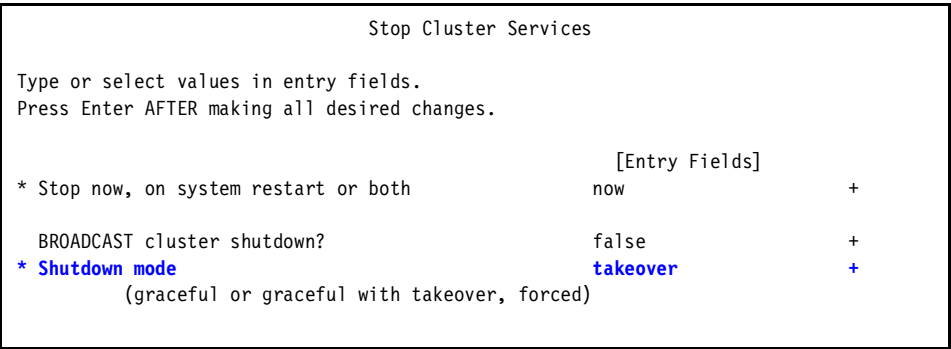 Stop Cluster Services
Type or select values in entry fields.
Press Enter AFTER making all desired changes.
[Entry Fields]
* Stop now, on system restart or both now +
BROADCAST cluster shutdown? false +
* Shutdown mode takeover +
(graceful or graceful with takeover, forced)